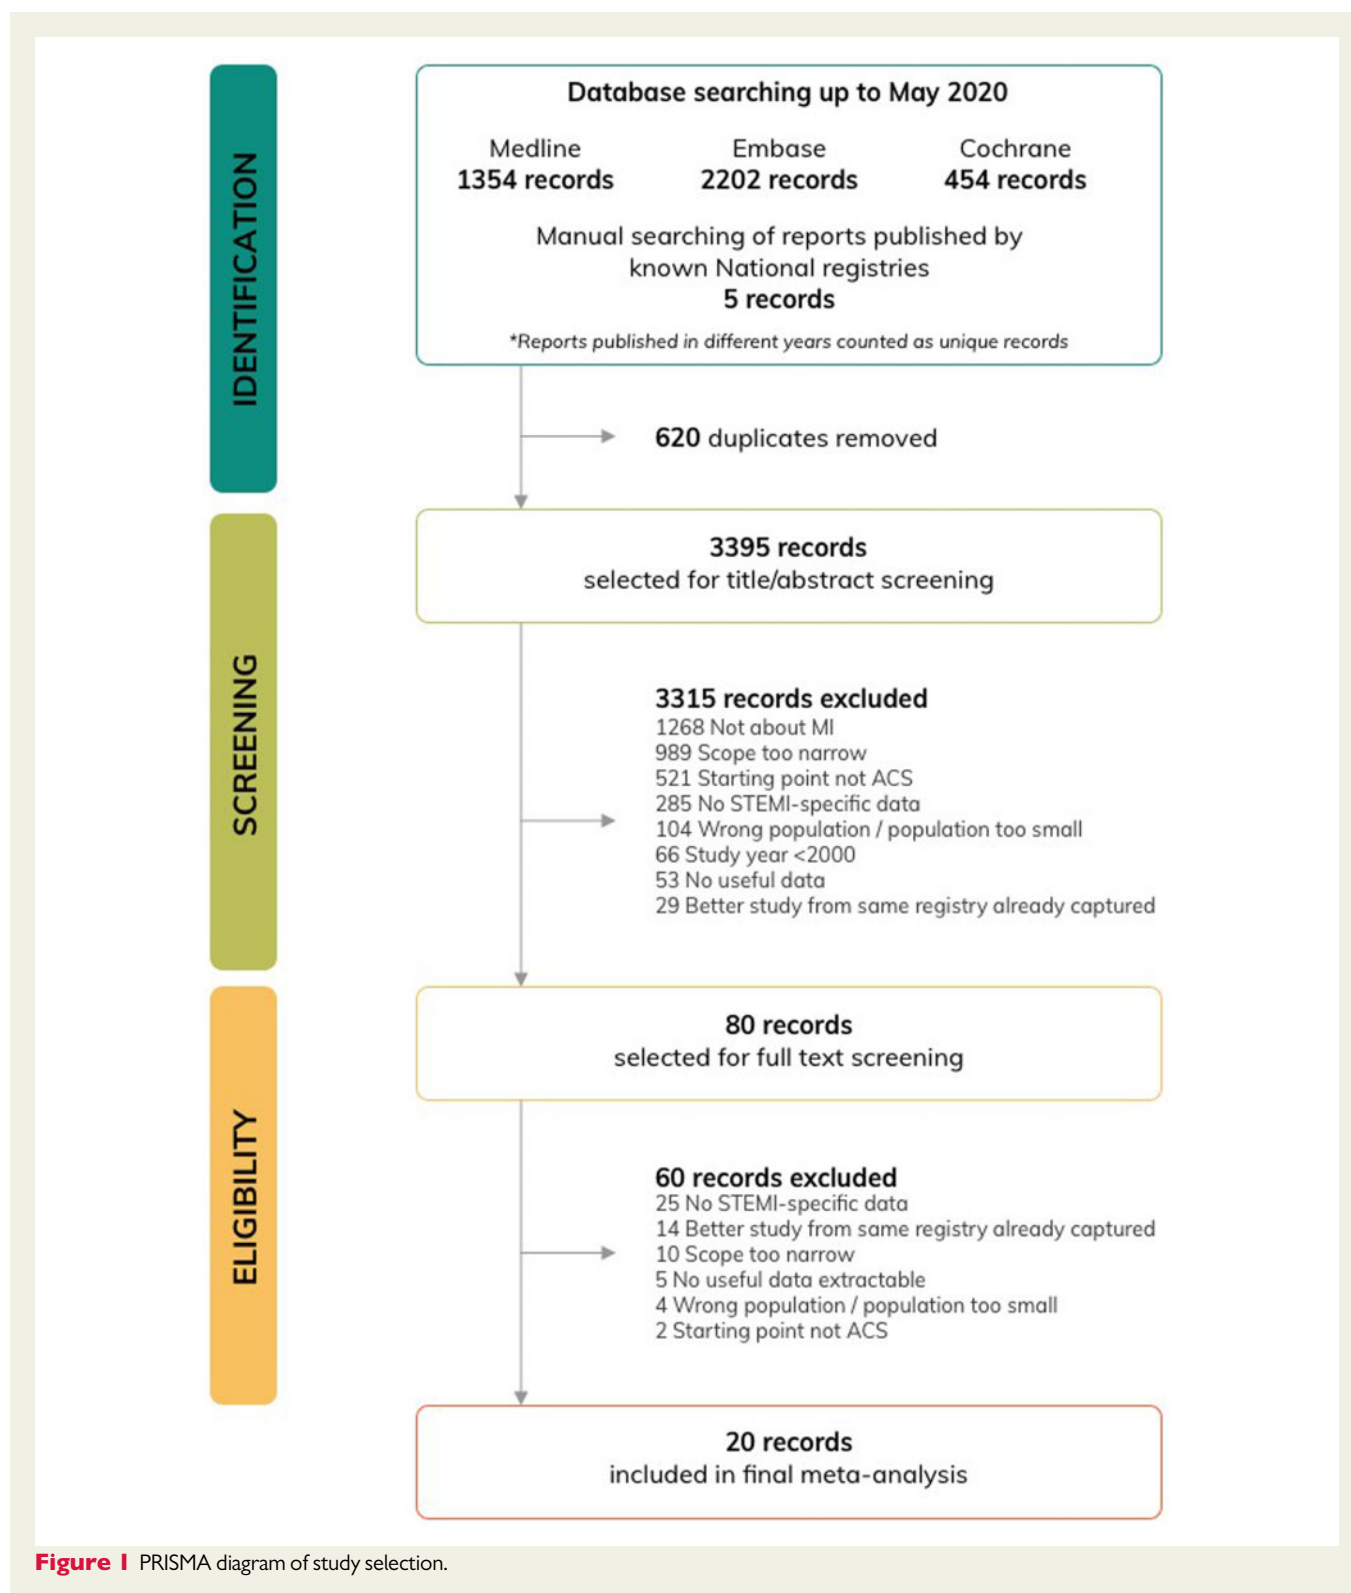 IDENTIFICATION
Database searching up to May 2020
Medline Embase Cochrane
1354 records 2202 records 454 records
Manual searching of reports published by
known National registries
5 records
*Reports published in different years counted as unique records
620 duplicates removed
SCREENING
3395 records
selected for title/abstract screening
3315 records excluded
1268 Not about MI
989 Scope too narrow
521 Starting point not ACS
285 No STEMI-specific data
104 Wrong population / population too small
66 Study year <2000
53 No useful data
29 Better study from same registry already captured
ELIGIBILITY
80 records
selected for full text screening
60 records excluded
25 No STEMI-specific data
14 Better study from same registry already captured
10 Scope too narrow
5 No useful data extractable
4 Wrong population / population too small
2 Starting point not ACS
20 records
included in final meta-analysis
Figure 1 PRISMA diagram of study selection.